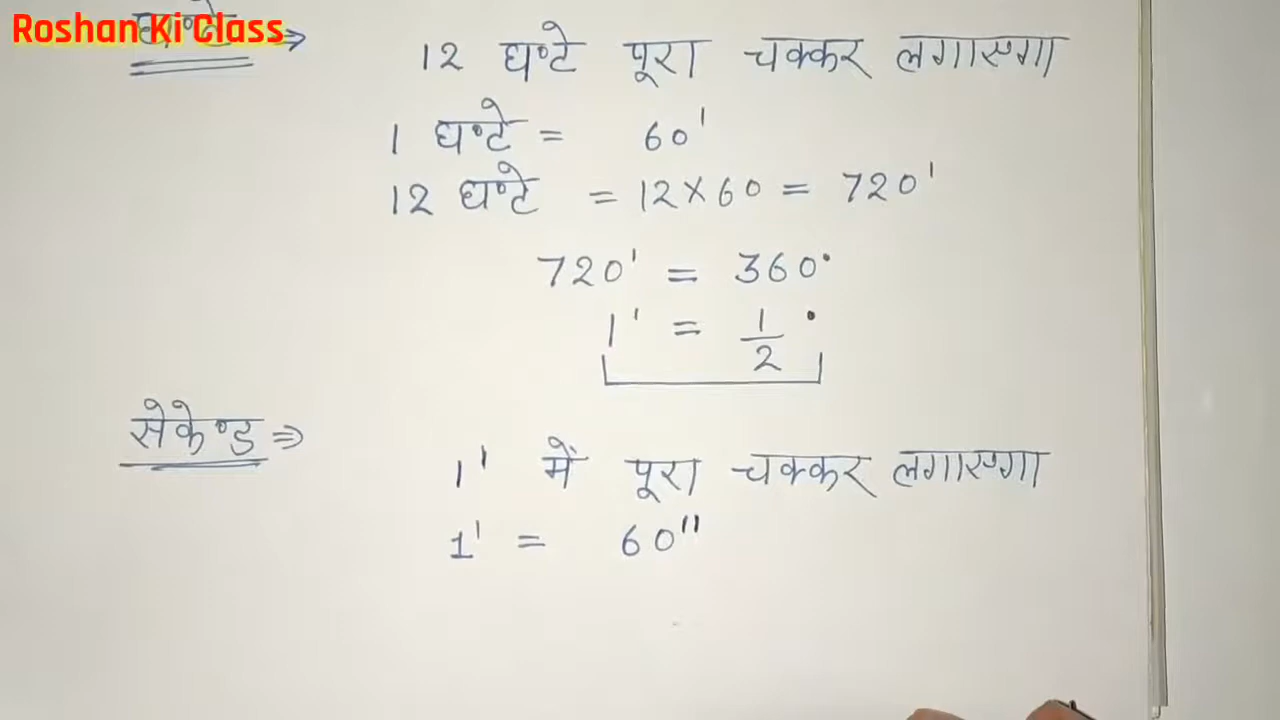 Roshan Ki Class
घण्टे ⇒ 12 घण्टे पूरा चक्कर लगाएगा
1 घण्टे = 60'
12 घण्टे = 12×60 = 720'
720' = 360°
1' = 1/2°
सेकेण्ड ⇒ 1' में पूरा चक्कर लगाएगा
1' = 60"